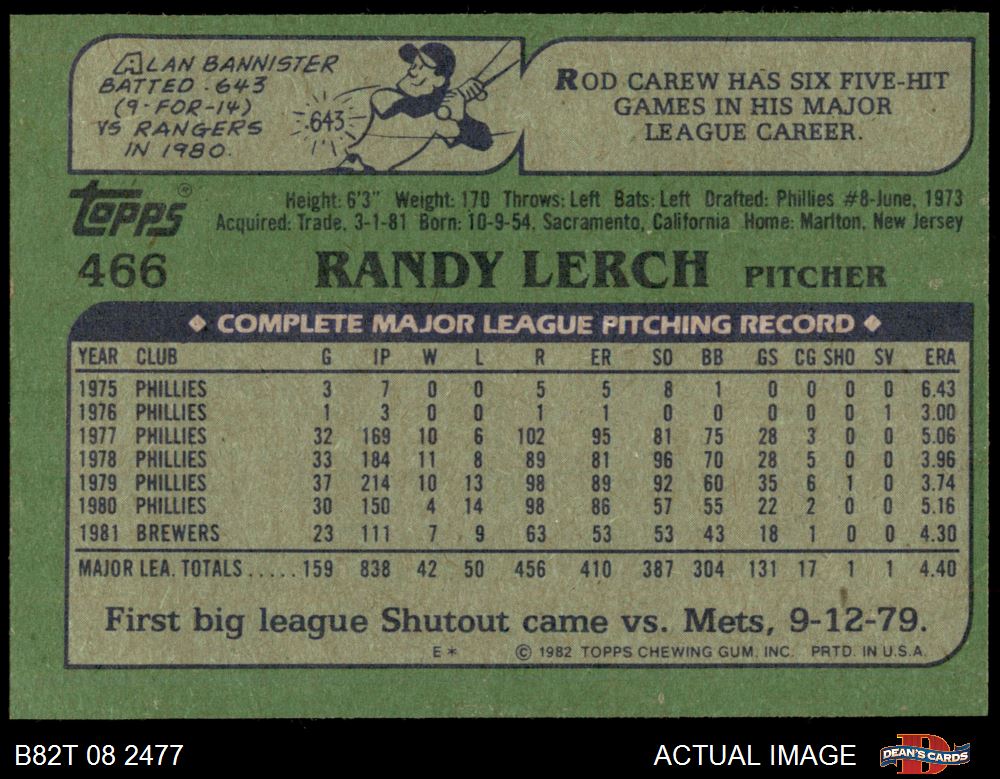 ALAN BANNISTER
BATTED .643
(9-FOR-14)
VS RANGERS
IN 1980.
.643
ROD CAREW HAS SIX FIVE-HIT
GAMES IN HIS MAJOR
LEAGUE CAREER.
TOPPS®
Height: 6'3" Weight: 170 Throws: Left Bats: Left Drafted: Phillies #8-June, 1973
Acquired: Trade, 3-1-81 Born: 10-9-54, Sacramento, California Home: Marlton, New Jersey
466 RANDY LERCH PITCHER
◆ COMPLETE MAJOR LEAGUE PITCHING RECORD ◆
YEAR CLUB G IP W L R ER SO BB GS CG SHO SV ERA
1975 PHILLIES 3 7 0 0 5 5 8 1 0 0 0 0 6.43
1976 PHILLIES 1 3 0 0 1 1 0 0 0 0 0 1 3.00
1977 PHILLIES 32 169 10 6 102 95 81 75 28 3 0 0 5.06
1978 PHILLIES 33 184 11 8 89 81 96 70 28 5 0 0 3.96
1979 PHILLIES 37 214 10 13 98 89 92 60 35 6 1 0 3.74
1980 PHILLIES 30 150 4 14 98 86 57 55 22 2 0 0 5.16
1981 BREWERS 23 111 7 9 63 53 53 43 18 1 0 0 4.30
MAJOR LEA. TOTALS ..... 159 838 42 50 456 410 387 304 131 17 1 1 4.40
First big league Shutout came vs. Mets, 9-12-79.
E* © 1982 TOPPS CHEWING GUM, INC. PRTD. IN U.S.A.
B82T 08 2477 ACTUAL IMAGE DEAN'S CARDS